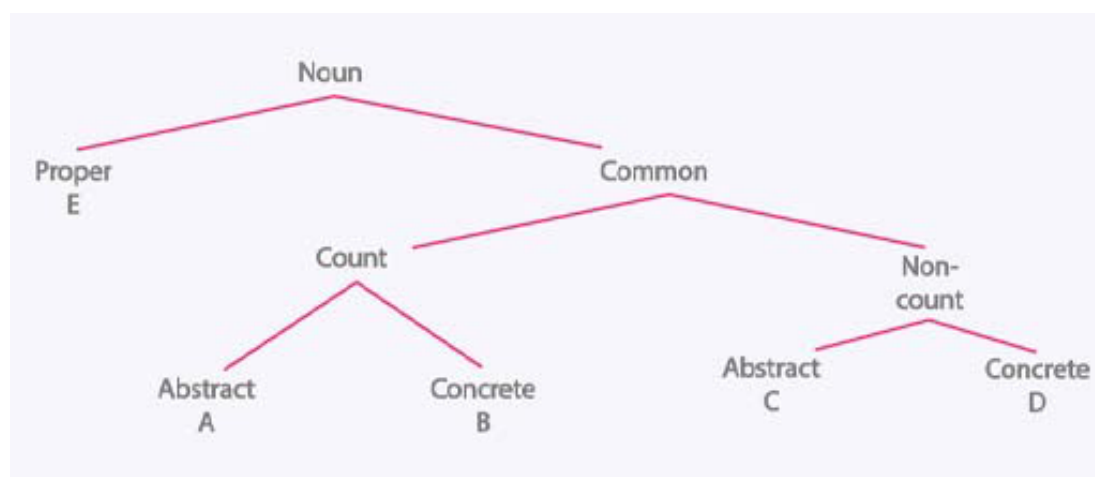 Noun
Proper
E
Common
Count
Non-
count
Abstract
A
Concrete
B
Abstract
C
Concrete
D